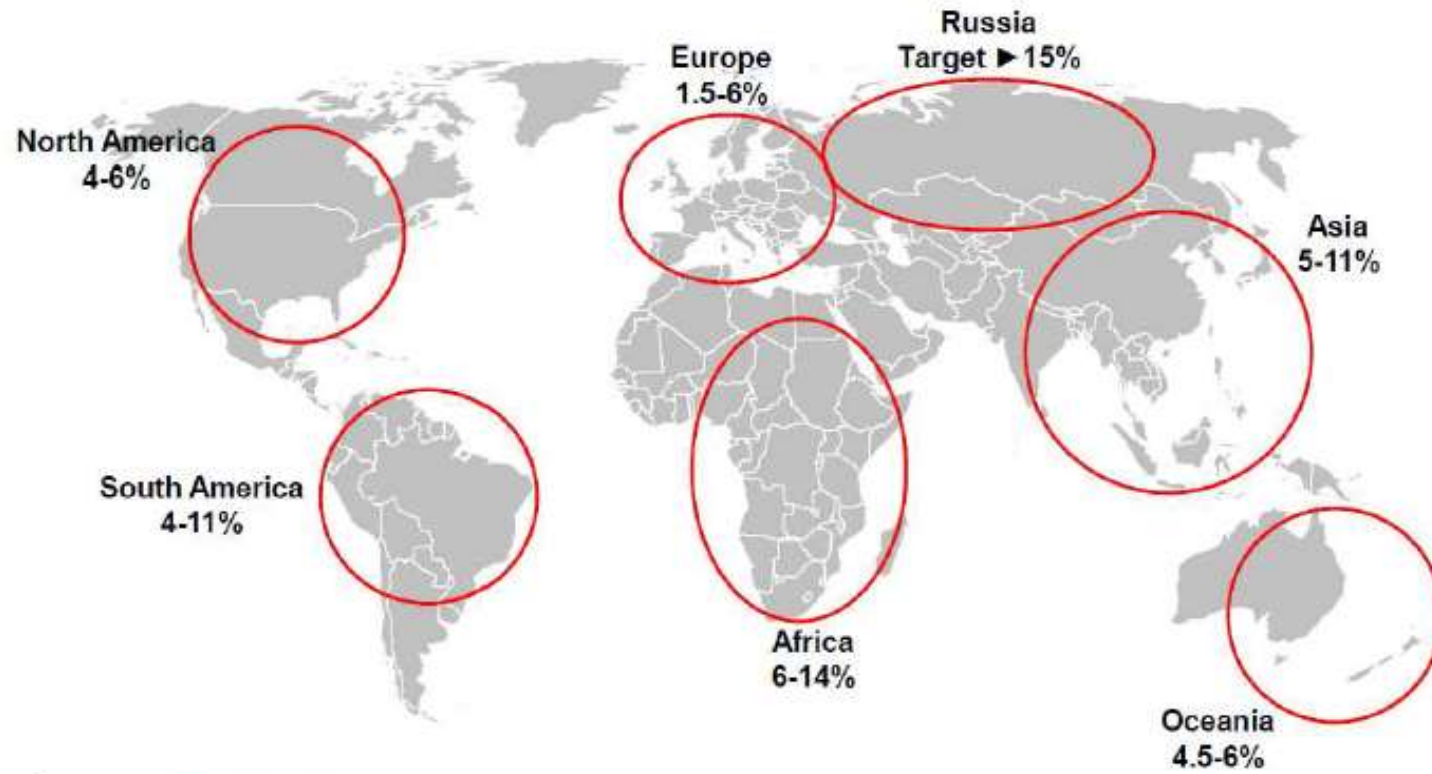 Russia
Target ►15%
Europe
1.5-6%
North America
4-6%
Asia
5-11%
South America
4-11%
Africa
6-14%
Oceania
4.5-6%